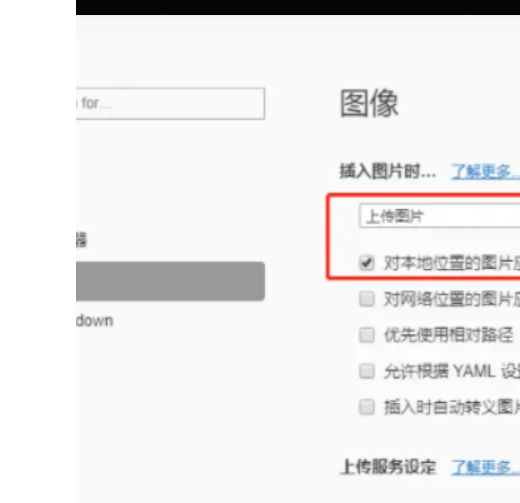 for...
图像
插入图片时... 了解更多...
上传图片
器
对本地位置的图片应
对网络位置的图片应
down
优先使用相对路径
允许根据 YAML 设
插入时自动转义图片
上传服务设定 了解更多...